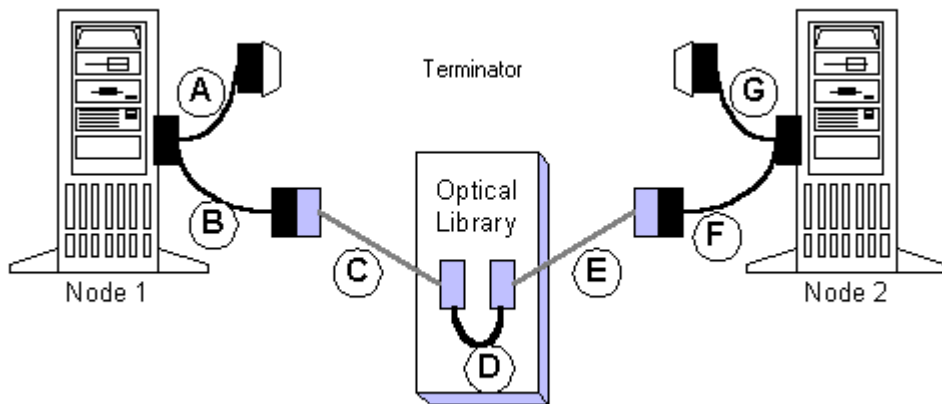 A
Terminator
G
Optical
Library
B
F
C
E
Node 1
Node 2
D